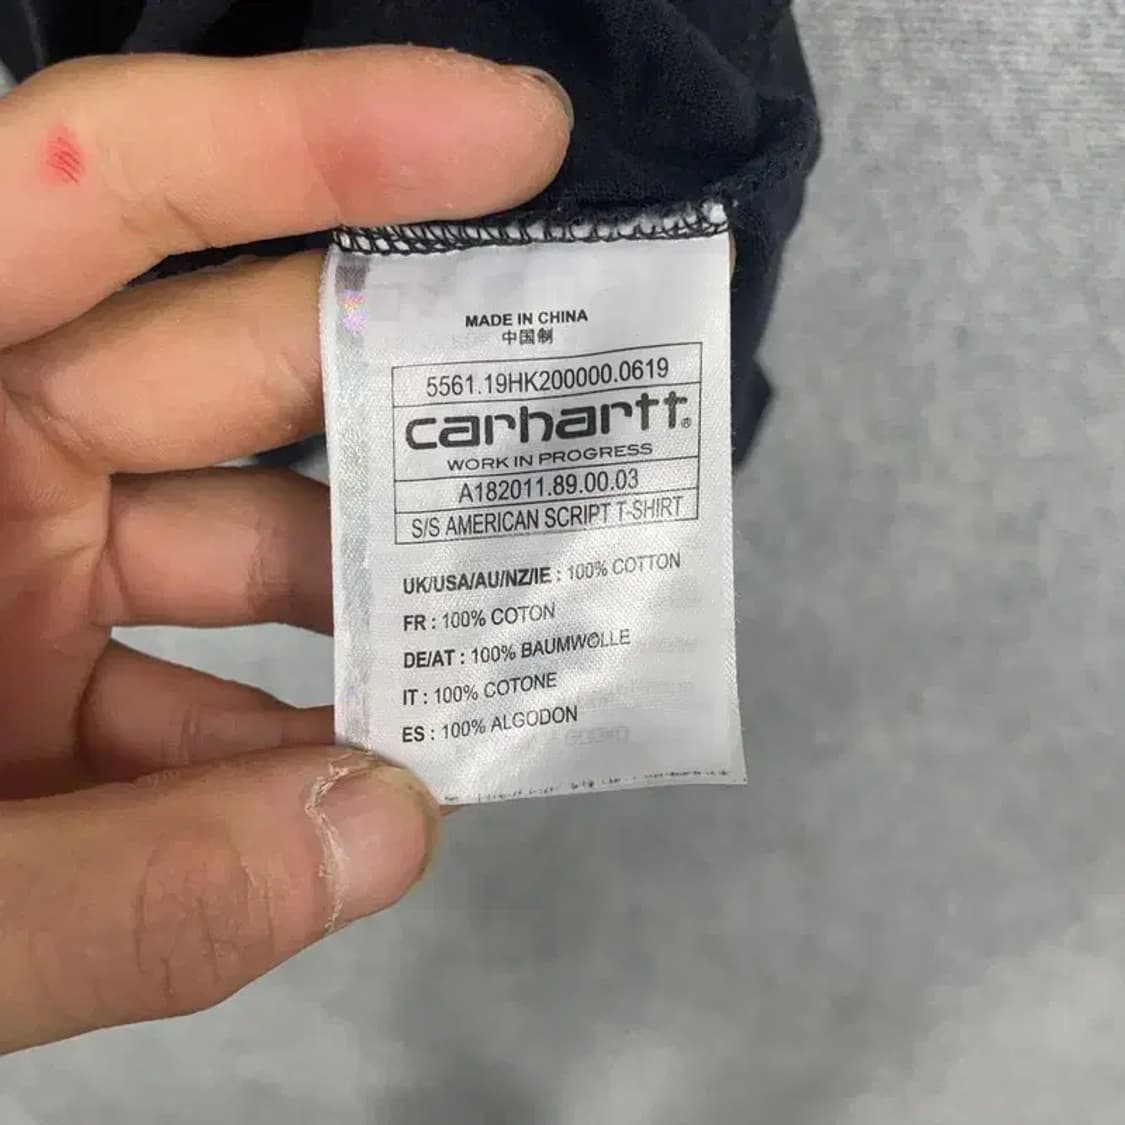 MADE IN CHINA
中国制
5561.19HK200000.0619
carhartt®
WORK IN PROGRESS
A182011.89.00.03
S/S AMERICAN SCRIPT T-SHIRT
UK/USA/AU/NZ/IE : 100% COTTON
FR : 100% COTON
DE/AT : 100% BAUMWOLLE
IT : 100% COTONE
ES : 100% ALGODON